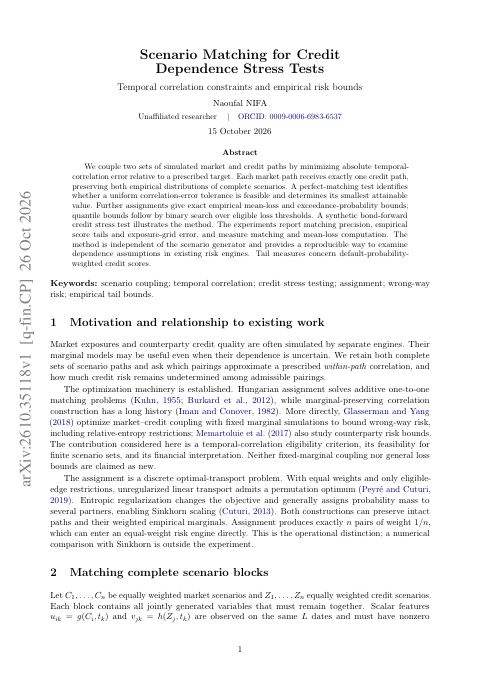 Scenario Matching for Credit
Dependence Stress Tests
Temporal correlation constraints and empirical risk bounds
Naoufal NIFA
Unaffiliated researcher | ORCID: 0009-0006-6983-6537
15 October 2026
Abstract
We couple two sets of simulated market and credit paths by minimizing absolute temporal-
correlation error relative to a prescribed target. Each market path receives exactly one credit path,
preserving both empirical distributions of complete scenarios. A perfect-matching test identifies
whether a uniform correlation-error tolerance is feasible and determines its smallest attainable
value. Further assignments give exact empirical mean-loss and exceedance-probability bounds;
quantile bounds follow by binary search over eligible loss thresholds. A synthetic bond-forward
credit stress test illustrates the method. The experiments report matching precision, empirical
score tails and exposure-grid error, and measure matching and mean-loss computation. The
method is independent of the scenario generator and provides a reproducible way to examine
dependence assumptions in existing risk engines. Tail measures concern default-probability-
weighted credit scores.
Keywords: scenario coupling; temporal correlation; credit stress testing; assignment; wrong-way
risk; empirical tail bounds.
1 Motivation and relationship to existing work
Market exposures and counterparty credit quality are often simulated by separate engines. Their
marginal models may be useful even when their dependence is uncertain. We retain both complete
sets of scenario paths and ask which pairings approximate a prescribed within-path correlation, and
how much credit risk remains undetermined among admissible pairings.
The optimization machinery is established. Hungarian assignment solves additive one-to-one
matching problems (Kuhn, 1955; Burkard et al., 2012), while marginal-preserving correlation
construction has a long history (Iman and Conover, 1982). More directly, Glasserman and Yang
(2018) optimize market–credit coupling with fixed marginal simulations to bound wrong-way risk,
including relative-entropy restrictions; Memartoluie et al. (2017) also study counterparty risk bounds.
The contribution considered here is a temporal-correlation eligibility criterion, its feasibility for
finite scenario sets, and its financial interpretation. Neither fixed-marginal coupling nor general loss
bounds are claimed as new.
The assignment is a discrete optimal-transport problem. With equal weights and only eligible-
edge restrictions, unregularized linear transport admits a permutation optimum (Peyré and Cuturi,
2019). Entropic regularization changes the objective and generally assigns probability mass to
several partners, enabling Sinkhorn scaling (Cuturi, 2013). Both constructions can preserve intact
paths and their weighted empirical marginals. Assignment produces exactly n pairs of weight 1/n,
which can enter an equal-weight risk engine directly. This is the operational distinction; a numerical
comparison with Sinkhorn is outside the experiment.
2 Matching complete scenario blocks
Let C₁, . . . , Cₙ be equally weighted market scenarios and Z₁, . . . , Zₙ equally weighted credit scenarios.
Each block contains all jointly generated variables that must remain together. Scalar features
uᵢₖ = g(Cᵢ, tₖ) and vⱼₖ = h(Zⱼ, tₖ) are observed on the same L dates and must have nonzero
1
arXiv:2610.35118v1 [q-fin.CP] 26 Oct 2026